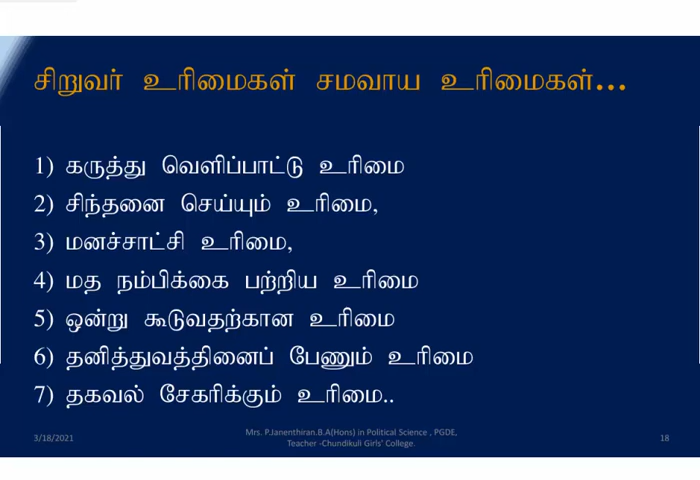 சிறுவர் உரிமைகள் சமவாய உரிமைகள்...
1) கருத்து வெளிப்பாட்டு உரிமை
2) சிந்தனை செய்யும் உரிமை,
3) மனச்சாட்சி உரிமை,
4) மத நம்பிக்கை பற்றிய உரிமை
5) ஒன்று கூடுவதற்கான உரிமை
6) தனித்துவத்தினைப் பேணும் உரிமை
7) தகவல் சேகரிக்கும் உரிமை..
3/18/2021
Mrs. P.Janenthiran.B.A(Hons) in Political Science , PGDE,
Teacher -Chundikuli Girls' College.
18